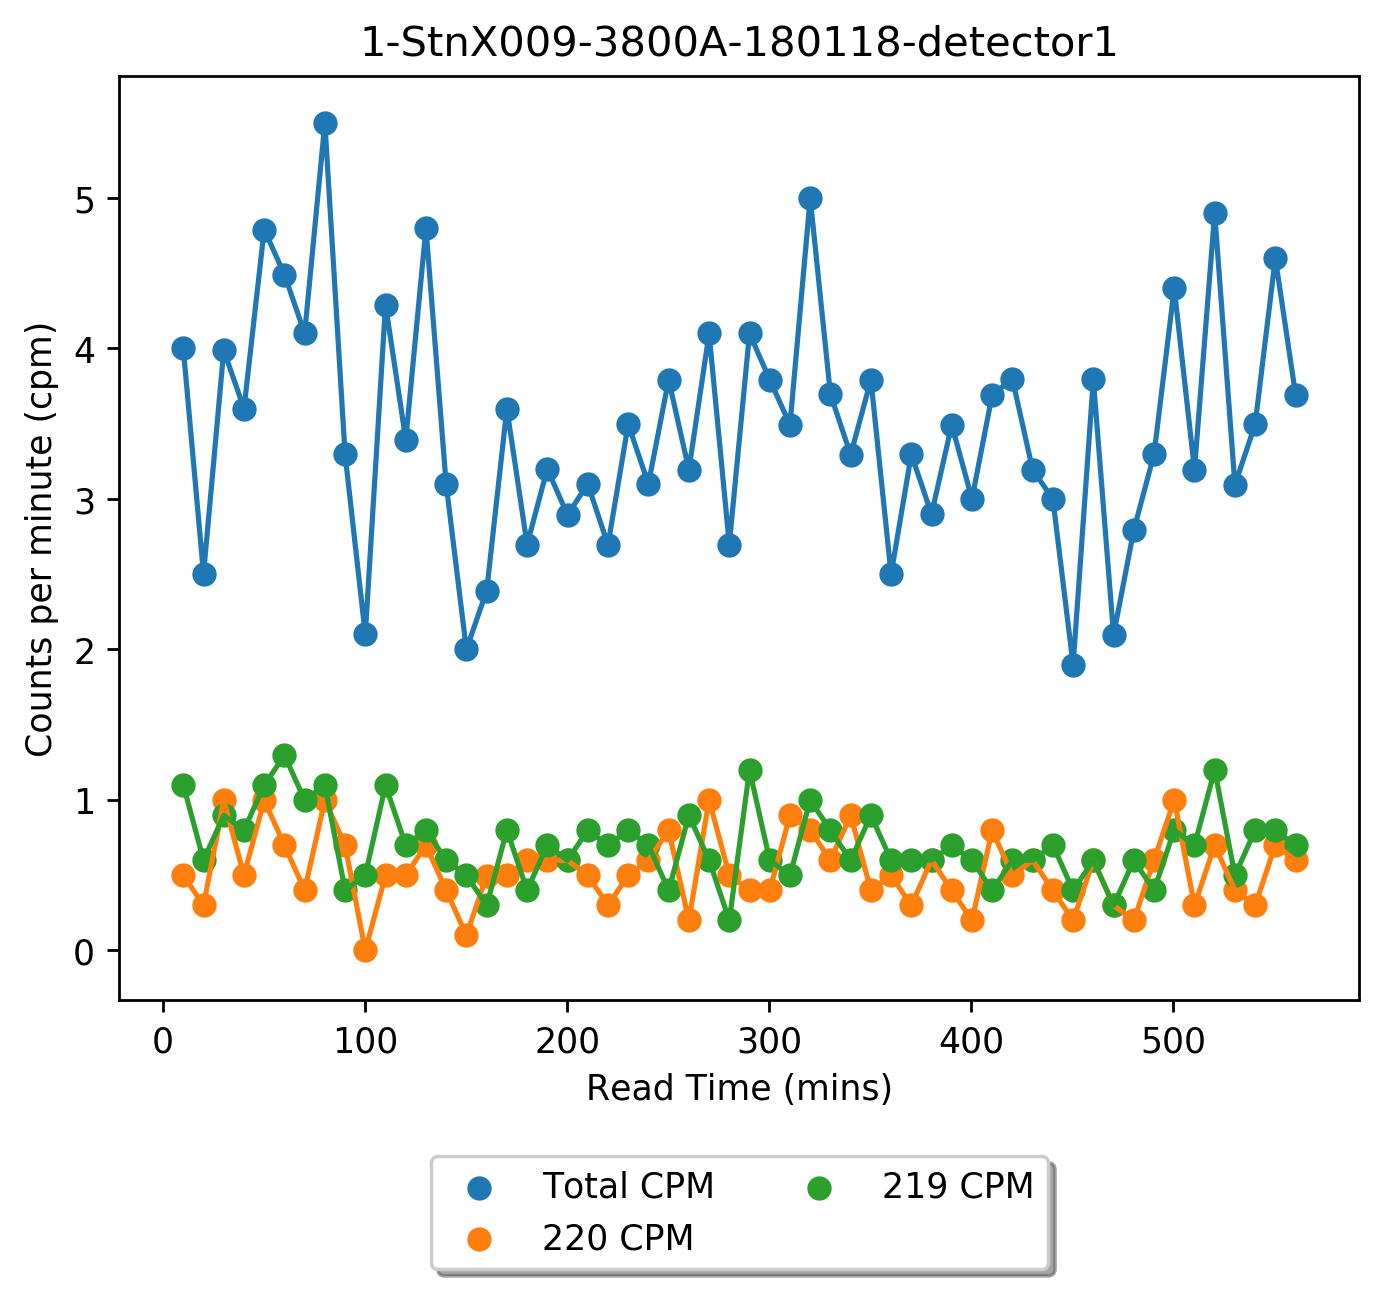 1-StnX009-3800A-180118-detector1
Counts per minute (cpm)
5
4
3
2
1
0
0 100 200 300 400 500
Read Time (mins)
Total CPM 219 CPM
220 CPM